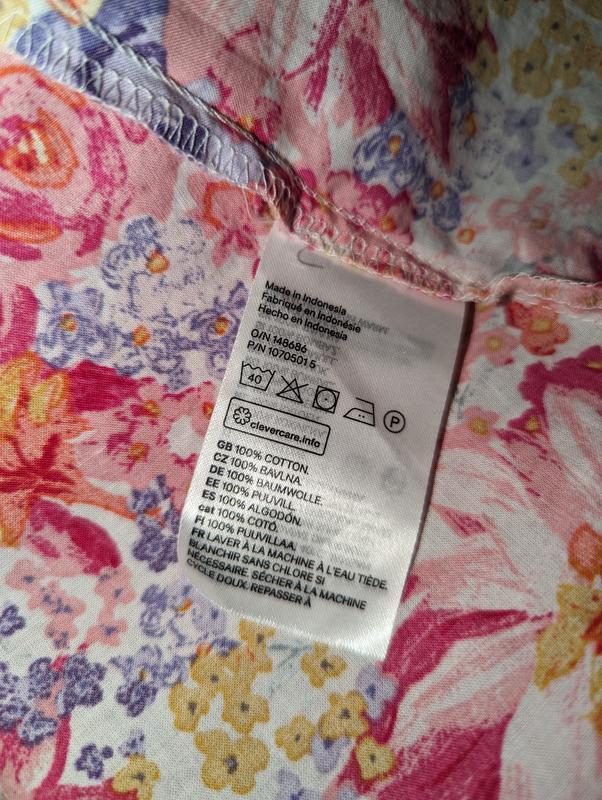 Made in Indonesia
Fabriqué en Indonésie
Hecho en Indonesia
O/N 148686
P/N 1070501 5
40
P
clevercare.info
GB 100% COTTON.
CZ 100% BAVLNA.
DE 100% BAUMWOLLE.
EE 100% PUUVILL.
ES 100% ALGODÓN.
cat 100% COTÓ.
FI 100% PUUVILLAA.
FR LAVER À LA MACHINE À L'EAU TIÈDE.
BLANCHIR SANS CHLORE SI
NÉCESSAIRE. SÉCHER À LA MACHINE
CYCLE DOUX. REPASSER À